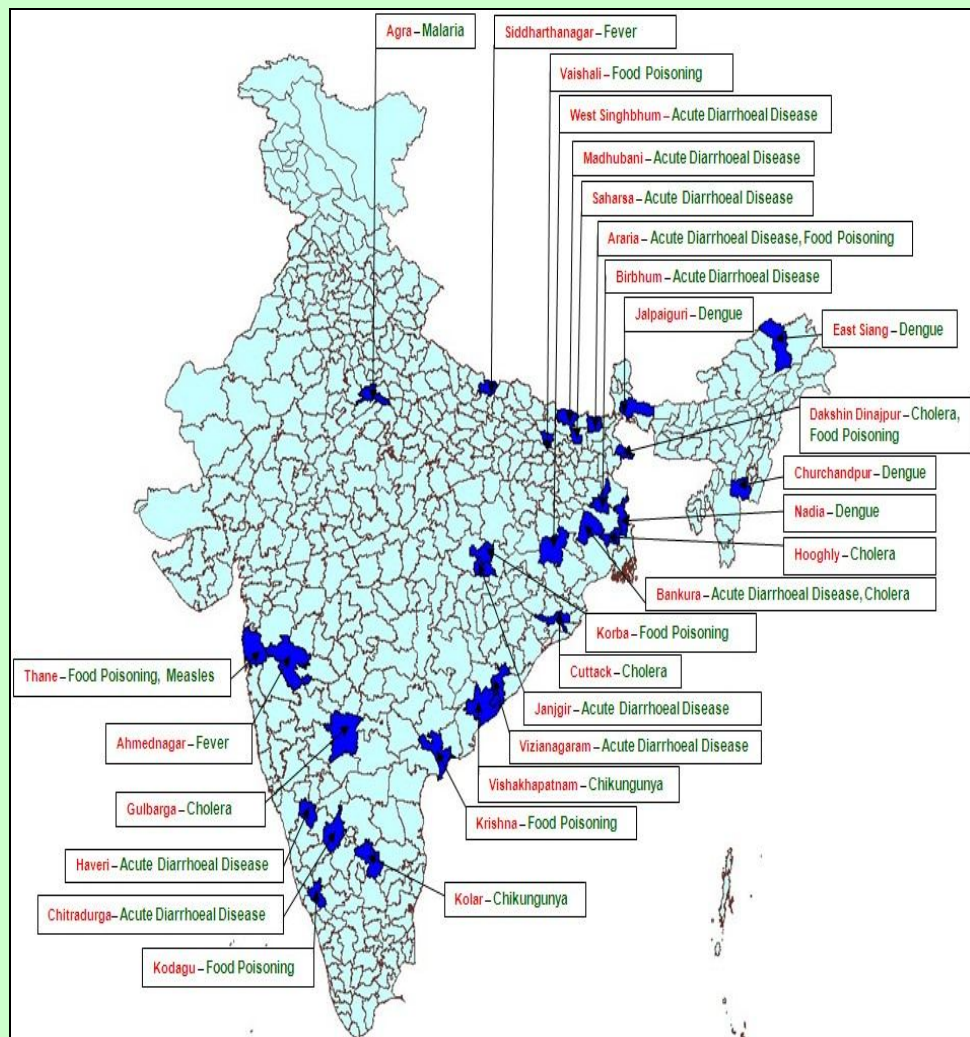 Agra – Malaria
Siddharthanagar – Fever
Vaishali – Food Poisoning
West Singhbhum – Acute Diarrhoeal Disease
Madhubani – Acute Diarrhoeal Disease
Saharsa – Acute Diarrhoeal Disease
Araria – Acute Diarrhoeal Disease, Food Poisoning
Birbhum – Acute Diarrhoeal Disease
Jalpaiguri – Dengue
East Siang – Dengue
Dakshin Dinajpur – Cholera,
Food Poisoning
Churchandpur – Dengue
Nadia – Dengue
Hooghly – Cholera
Bankura – Acute Diarrhoeal Disease, Cholera
Korba – Food Poisoning
Cuttack – Cholera
Janjgir – Acute Diarrhoeal Disease
Vizianagaram – Acute Diarrhoeal Disease
Vishakhapatnam – Chikungunya
Krishna – Food Poisoning
Kolar – Chikungunya
Thane – Food Poisoning, Measles
Ahmednagar – Fever
Gulbarga – Cholera
Haveri – Acute Diarrhoeal Disease
Chitradurga – Acute Diarrhoeal Disease
Kodagu – Food Poisoning